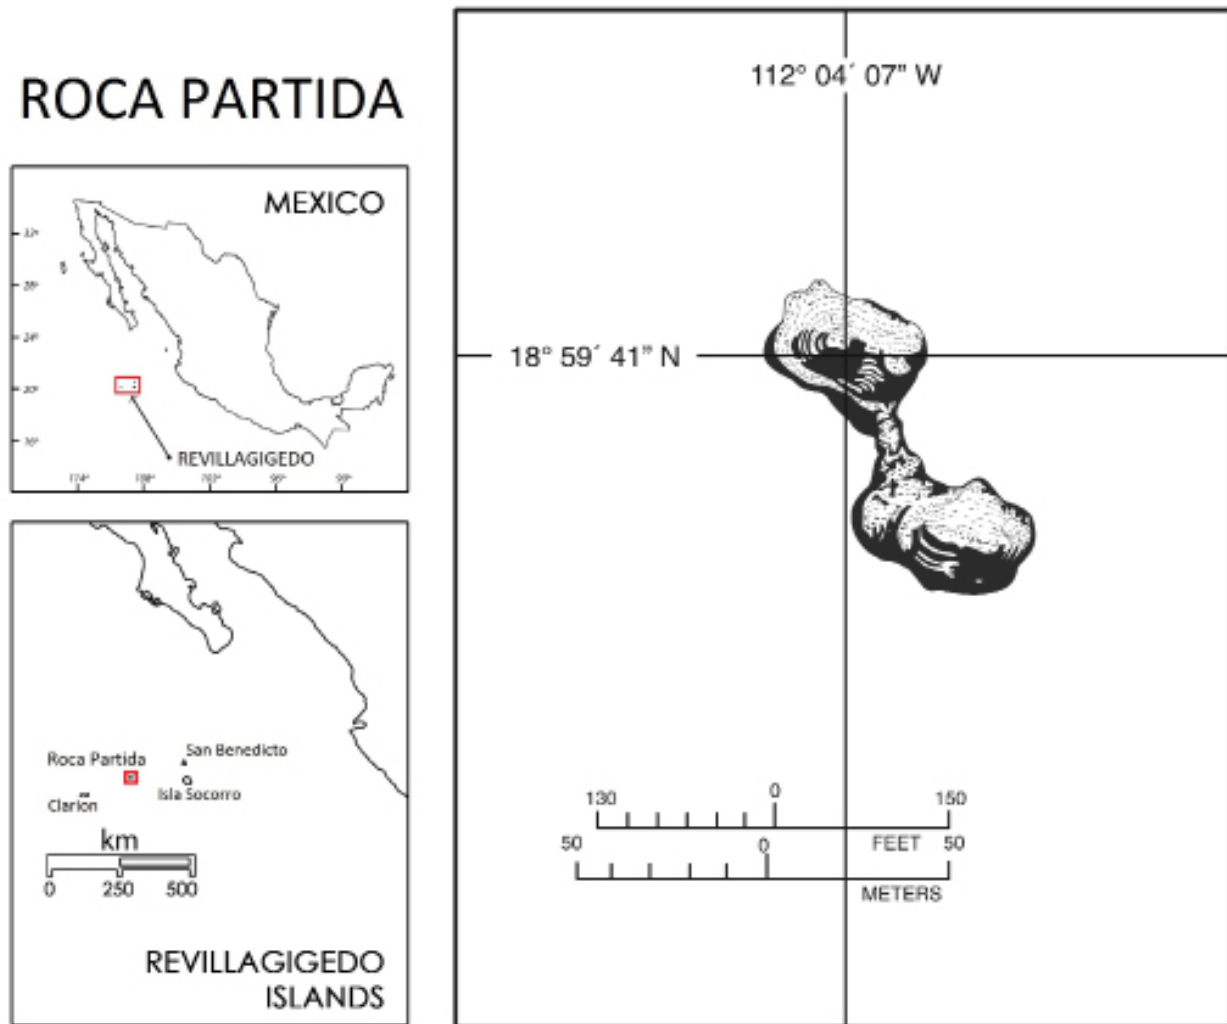 ROCA PARTIDA
MEXICO
REVILLAGIGEDO
Roca Partida
San Benedicto
Clarion
Isla Socorro
km
0 250 500
REVILLAGIGEDO
ISLANDS
112° 04´ 07” W
18° 59´ 41” N
130 0 150
FEET
50 0 50
METERS